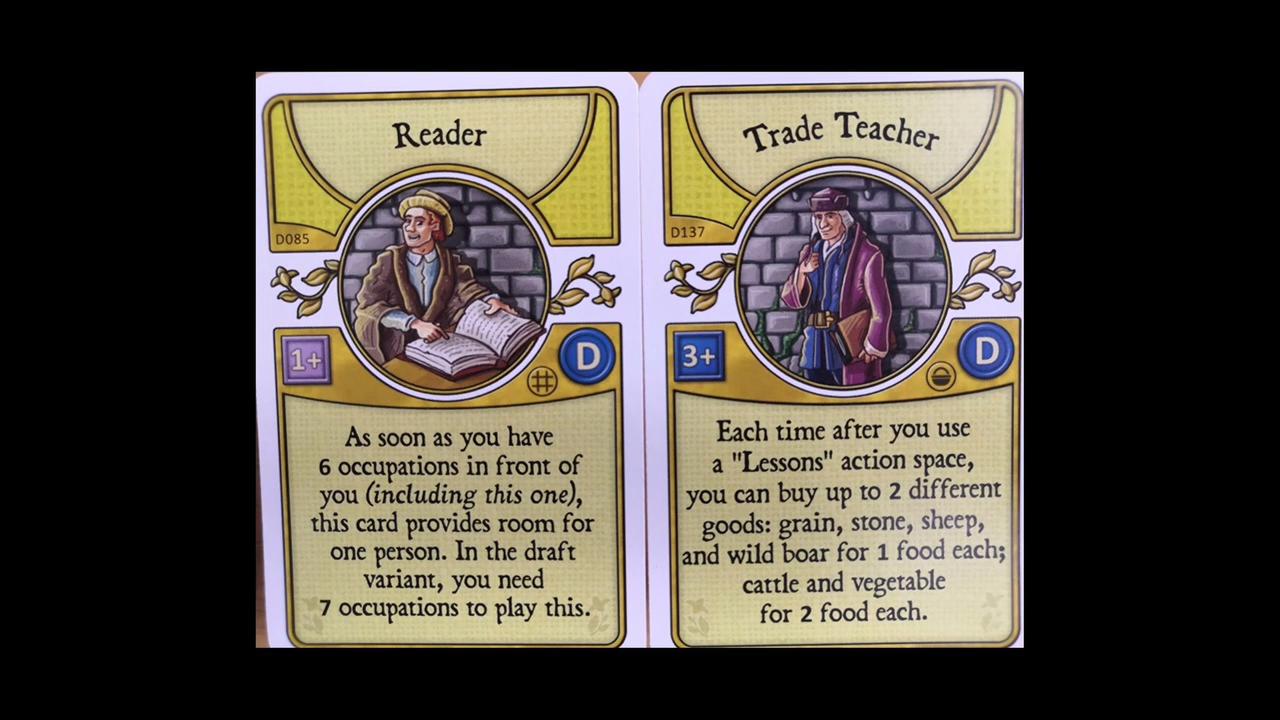 Reader
D085
1+
D
As soon as you have
6 occupations in front of
you (including this one),
this card provides room for
one person. In the draft
variant, you need
7 occupations to play this.
Trade Teacher
D137
3+
D
Each time after you use
a "Lessons" action space,
you can buy up to 2 different
goods: grain, stone, sheep,
and wild boar for 1 food each;
cattle and vegetable
for 2 food each.